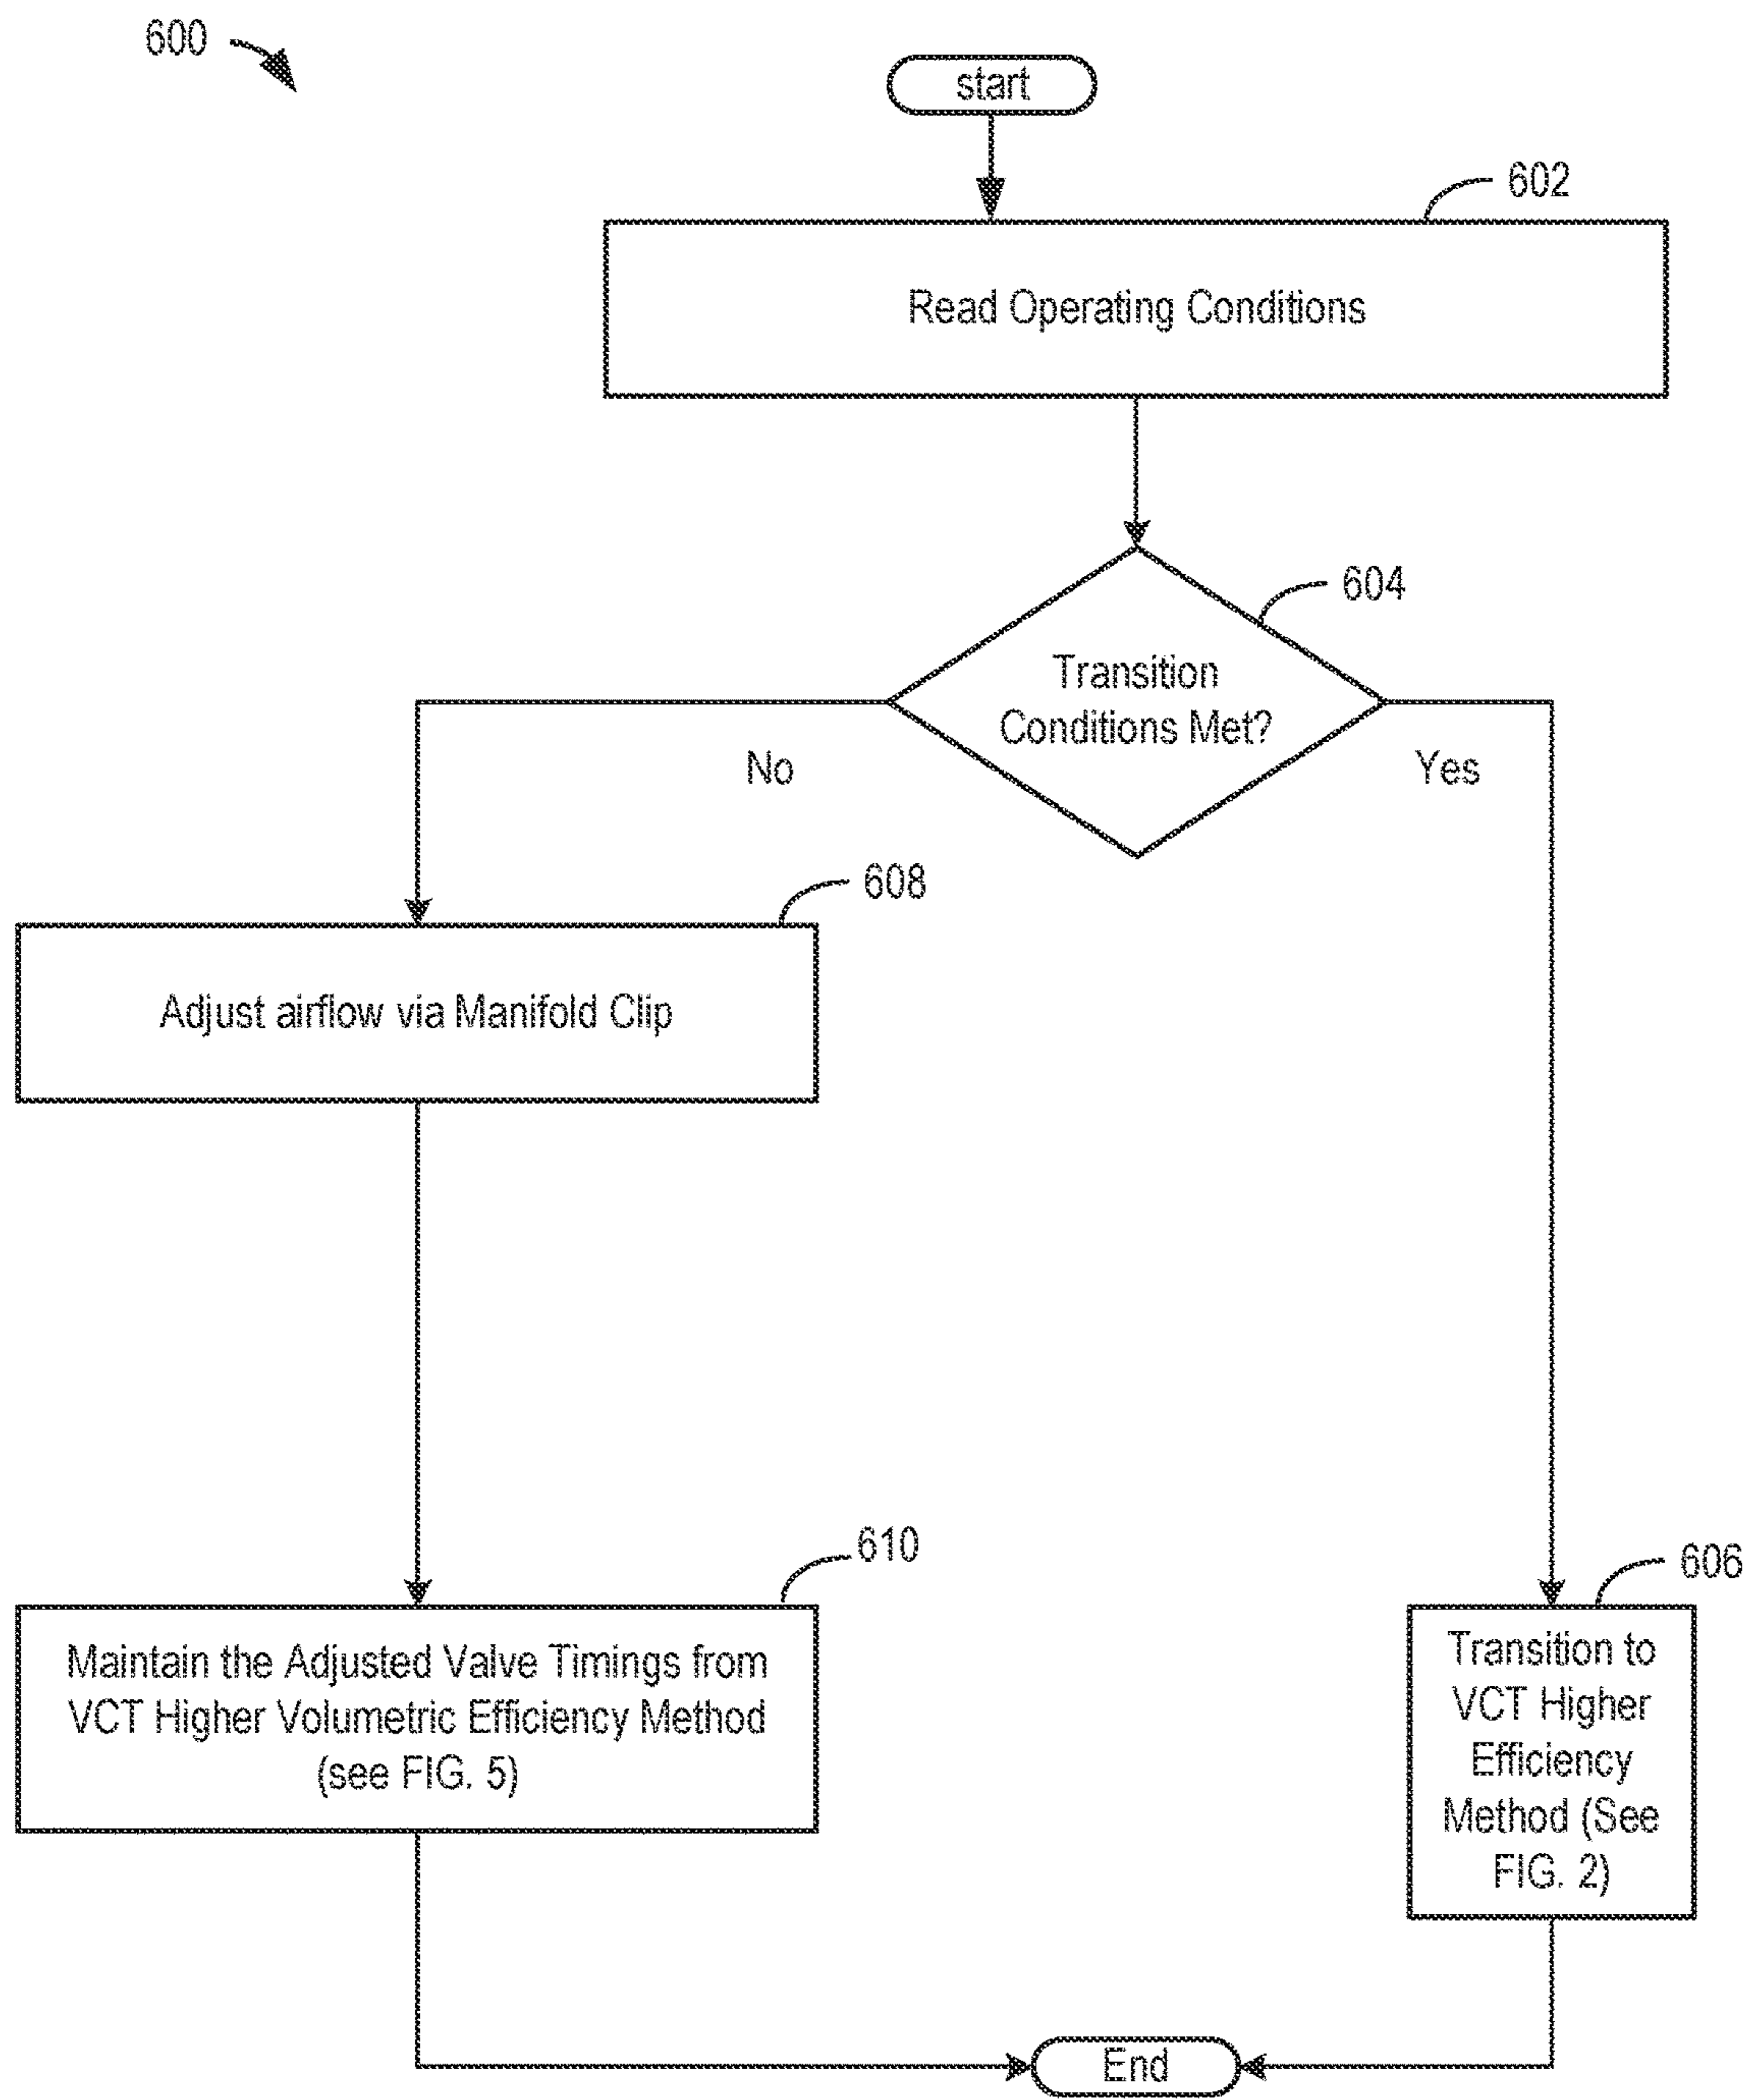 600
start
602
Read Operating Conditions
604
Transition
Conditions Met?
No
Yes
608
Adjust airflow via Manifold Clip
610
Maintain the Adjusted Valve Timings from
VCT Higher Volumetric Efficiency Method
(see FIG. 5)
606
Transition to
VCT Higher
Efficiency
Method (See
FIG. 2)
End